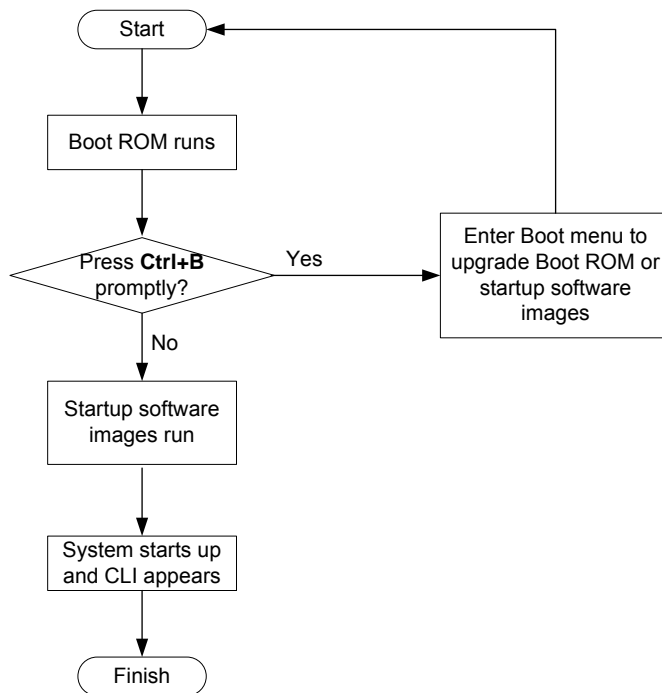 Start
Boot ROM runs
Press Ctrl+B
promptly?
Yes
Enter Boot menu to
upgrade Boot ROM or
startup software
images
No
Startup software
images run
System starts up
and CLI appears
Finish